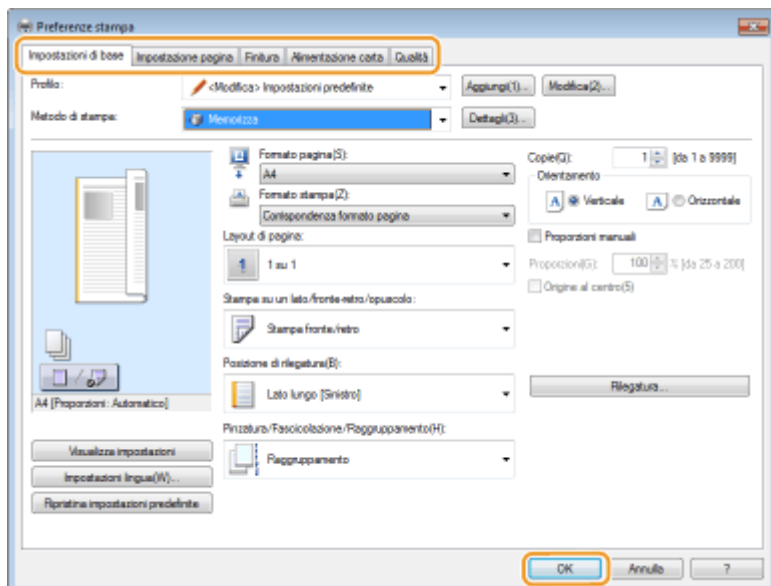 Preferenze stampa
Impostazioni di base Impostazione pagina Finitura Alimentazione carta Qualità
Profilo: <Modifica> Impostazioni predefinite Aggiungi(1)... Modifica(2)...
Metodo di stampa: Memorizza Dettagli(3)...
Formato pagina(S): Copie(Q): 1 [da 1 a 9999]
A4
Orientamento
Formato stampa(Z): A Verticale A Orizzontale
Corrispondenza formato pagina
Layout di pagina: Proporzioni manuali
1 1 su 1 Proporzioni(G): 100 % [da 25 a 200]
Origine al centro(5)
Stampa su un lato/fronte-retro/opuscolo:
Stampa fronte/retro
Posizione di rilegatura(B):
Lato lungo [Sinistro] Rilegatura...
A4 [Proporzioni: Automatico]
Pinzatura/Fascicolazione/Raggruppamento(H):
Visualizza impostazioni Raggruppamento
Impostazioni lingua(W)...
Ripristina impostazioni predefinite
OK Annulla ?